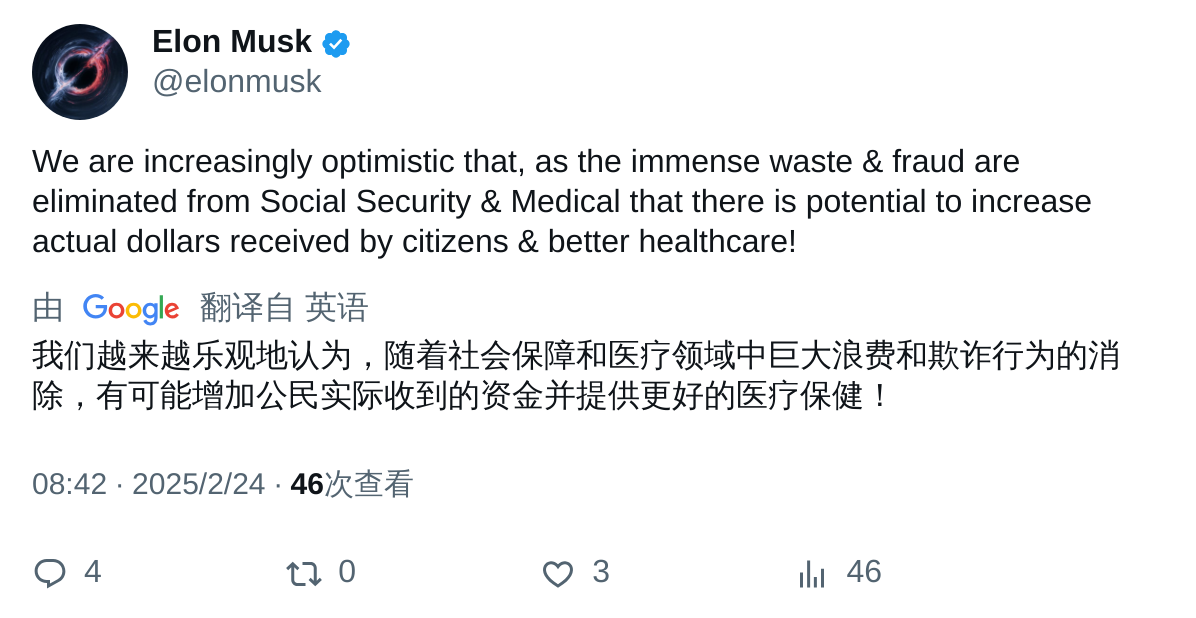 Elon Musk
@elonmusk
We are increasingly optimistic that, as the immense waste & fraud are
eliminated from Social Security & Medical that there is potential to increase
actual dollars received by citizens & better healthcare!
由 Google 翻译自 英语
我们越来越乐观地认为，随着社会保障和医疗领域中巨大浪费和欺诈行为的消
除，有可能增加公民实际收到的资金并提供更好的医疗保健！
08:42 · 2025/2/24 · 46次查看
4 0 3 46